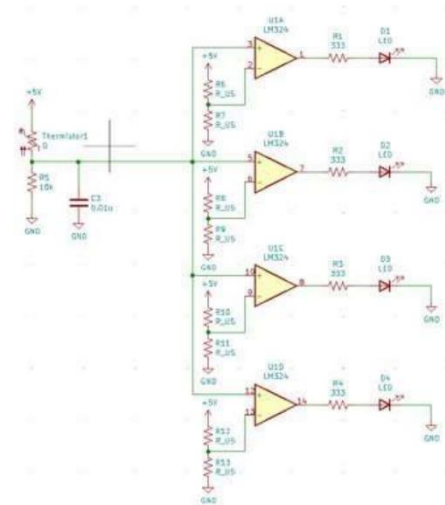 U1A
LM324
3
+
1
2
-
R1
333
D1
LED
GND
+5V
R6
R_US
R7
R_US
GND
+5V
Thermistor1
R5
10k
GND
C3
0.01u
GND
U1B
LM324
5
+
7
6
-
R2
333
D2
LED
GND
+5V
R8
R_US
R9
R_US
GND
U1C
LM324
10
+
8
9
-
R3
333
D3
LED
GND
+5V
R10
R_US
R11
R_US
GND
U1D
LM324
12
+
14
13
-
R4
333
D4
LED
GND
+5V
R12
R_US
R13
R_US
GND